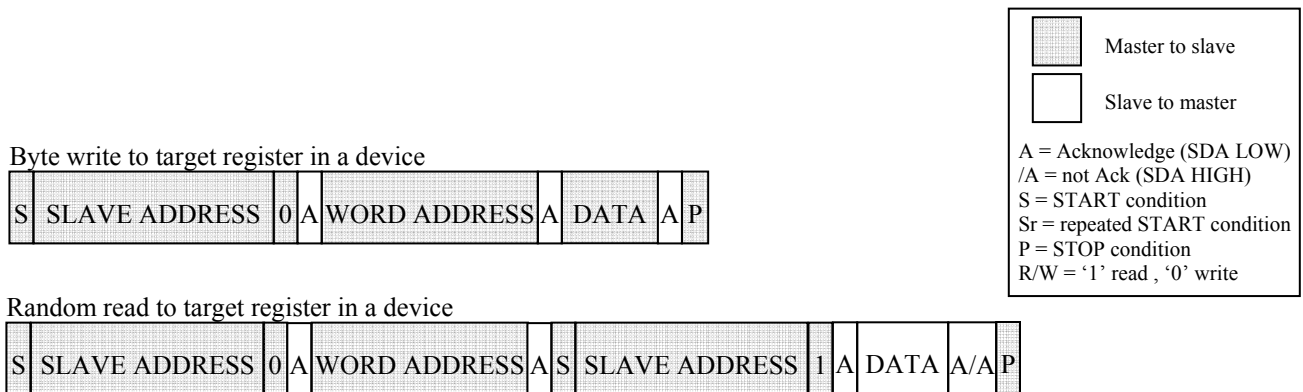 Master to slave
Slave to master
A = Acknowledge (SDA LOW)
/A = not Ack (SDA HIGH)
S = START condition
Sr = repeated START condition
P = STOP condition
R/W = ‘1’ read , ‘0’ write
Byte write to target register in a device
S SLAVE ADDRESS 0 A WORD ADDRESS A DATA A P
Random read to target register in a device
S SLAVE ADDRESS 0 A WORD ADDRESS A S SLAVE ADDRESS 1 A DATA A/A P